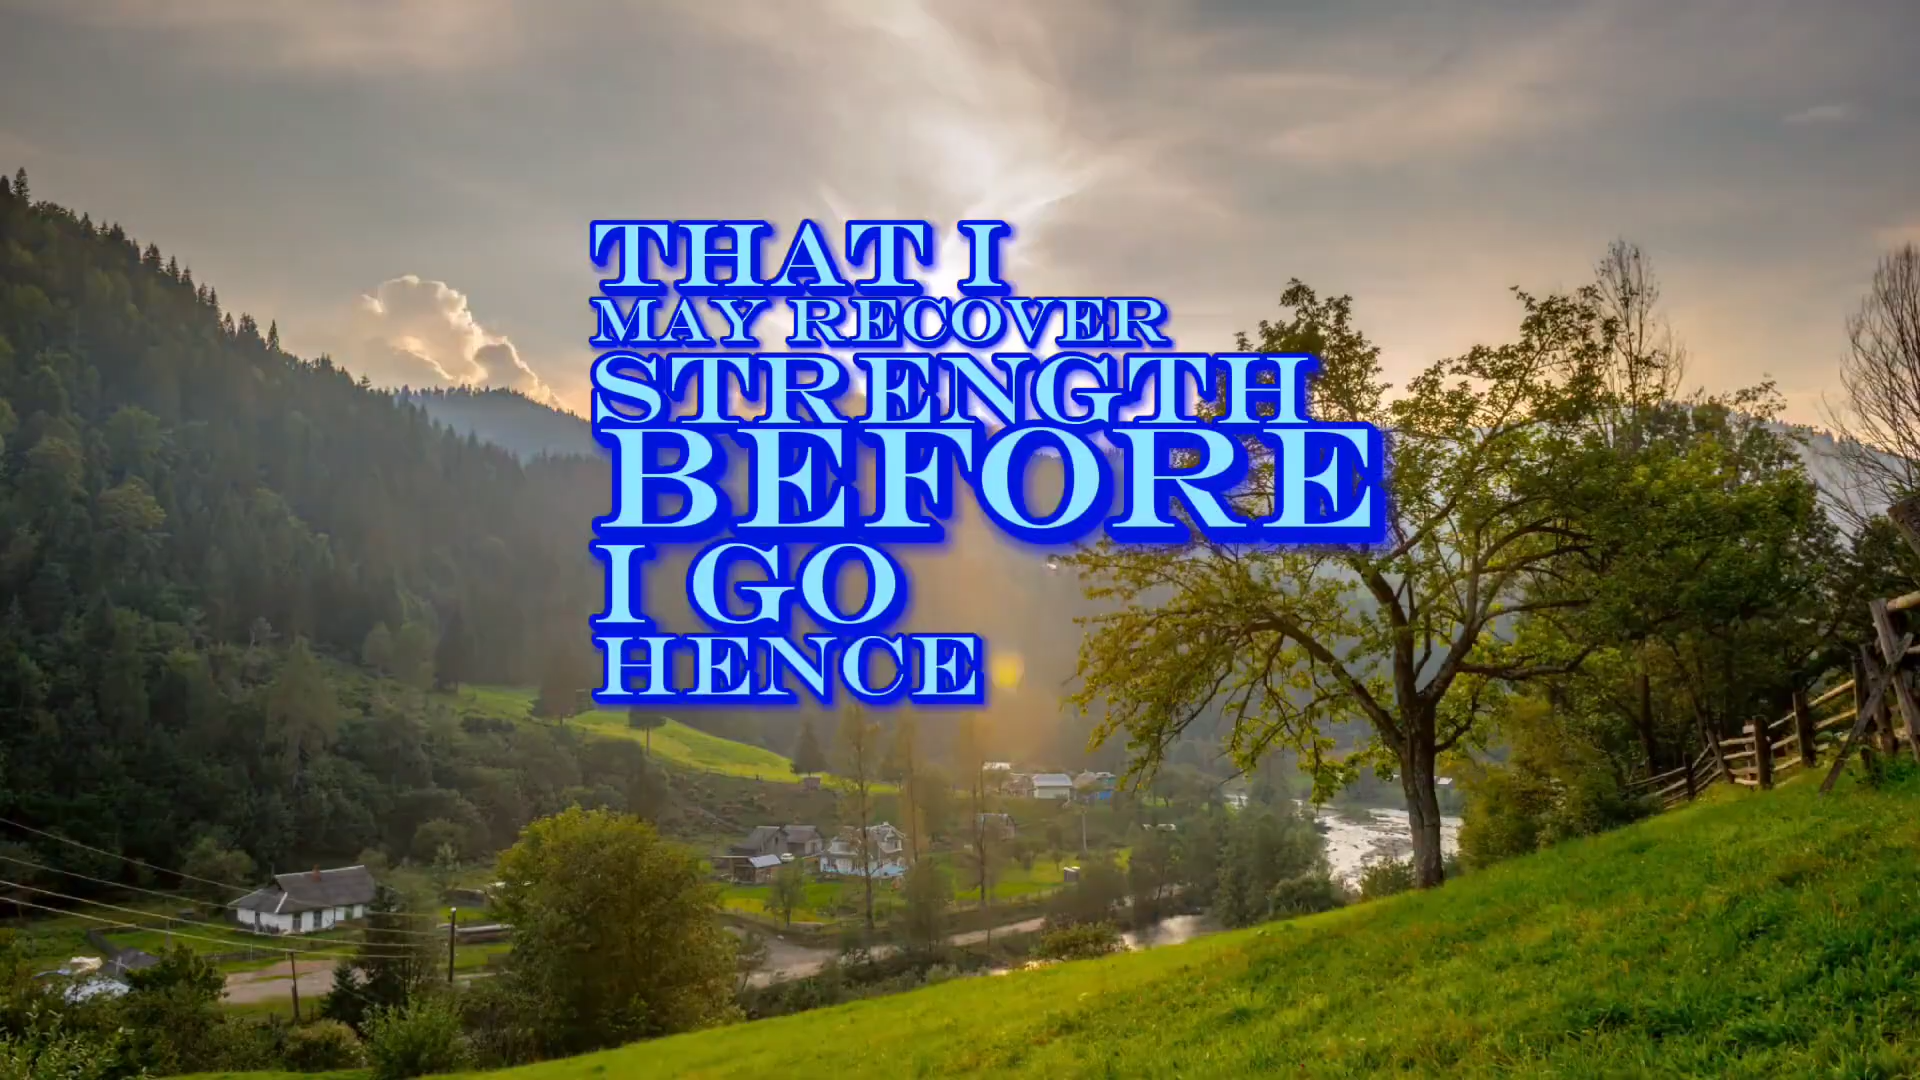 THAT I
MAY RECOVER
STRENGTH
BEFORE
I GO
HENCE